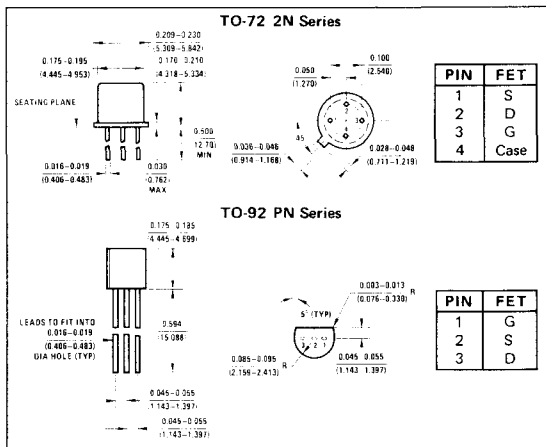 TO-72 2N Series
0.209-0.230
(5.309-5.842)
0.175-0.195
(4.445-4.953)
0.170 0.210
(4.318-5.334)
SEATING PLANE
0.500
(12.70)
MIN
0.016-0.019
(0.406-0.483)
0.030
(0.762)
MAX
0.100
(2.540)
0.050
(1.270)
2
1
3
4
45
0.036-0.046
(0.914-1.168)
0.028-0.048
(0.711-1.219)
PIN FET
1 S
2 D
3 G
4 Case
TO-92 PN Series
0.175 0.185
(4.445-4.699)
LEADS TO FIT INTO
0.016-0.019
(0.406-0.483)
DIA HOLE (TYP)
0.594
(15.088)
0.045-0.055
(1.143-1.397)
0.045-0.055
(1.143-1.397)
0.003-0.013 R
(0.076-0.330)
5° (TYP)
3 2 1
0.085-0.095 R
(2.159-2.413)
0.045 0.055
(1.143 1.397)
PIN FET
1 G
2 S
3 D